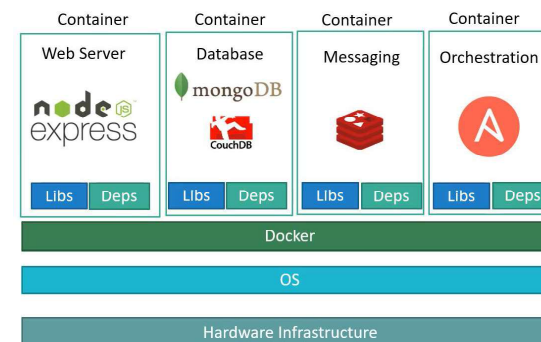 Container
Container
Container
Container
Web Server
Database
Messaging
Orchestration
node JS
express
mongoDB
CouchDB
A
Libs
Deps
Libs
Deps
Libs
Deps
Libs
Deps
Docker
OS
Hardware Infrastructure